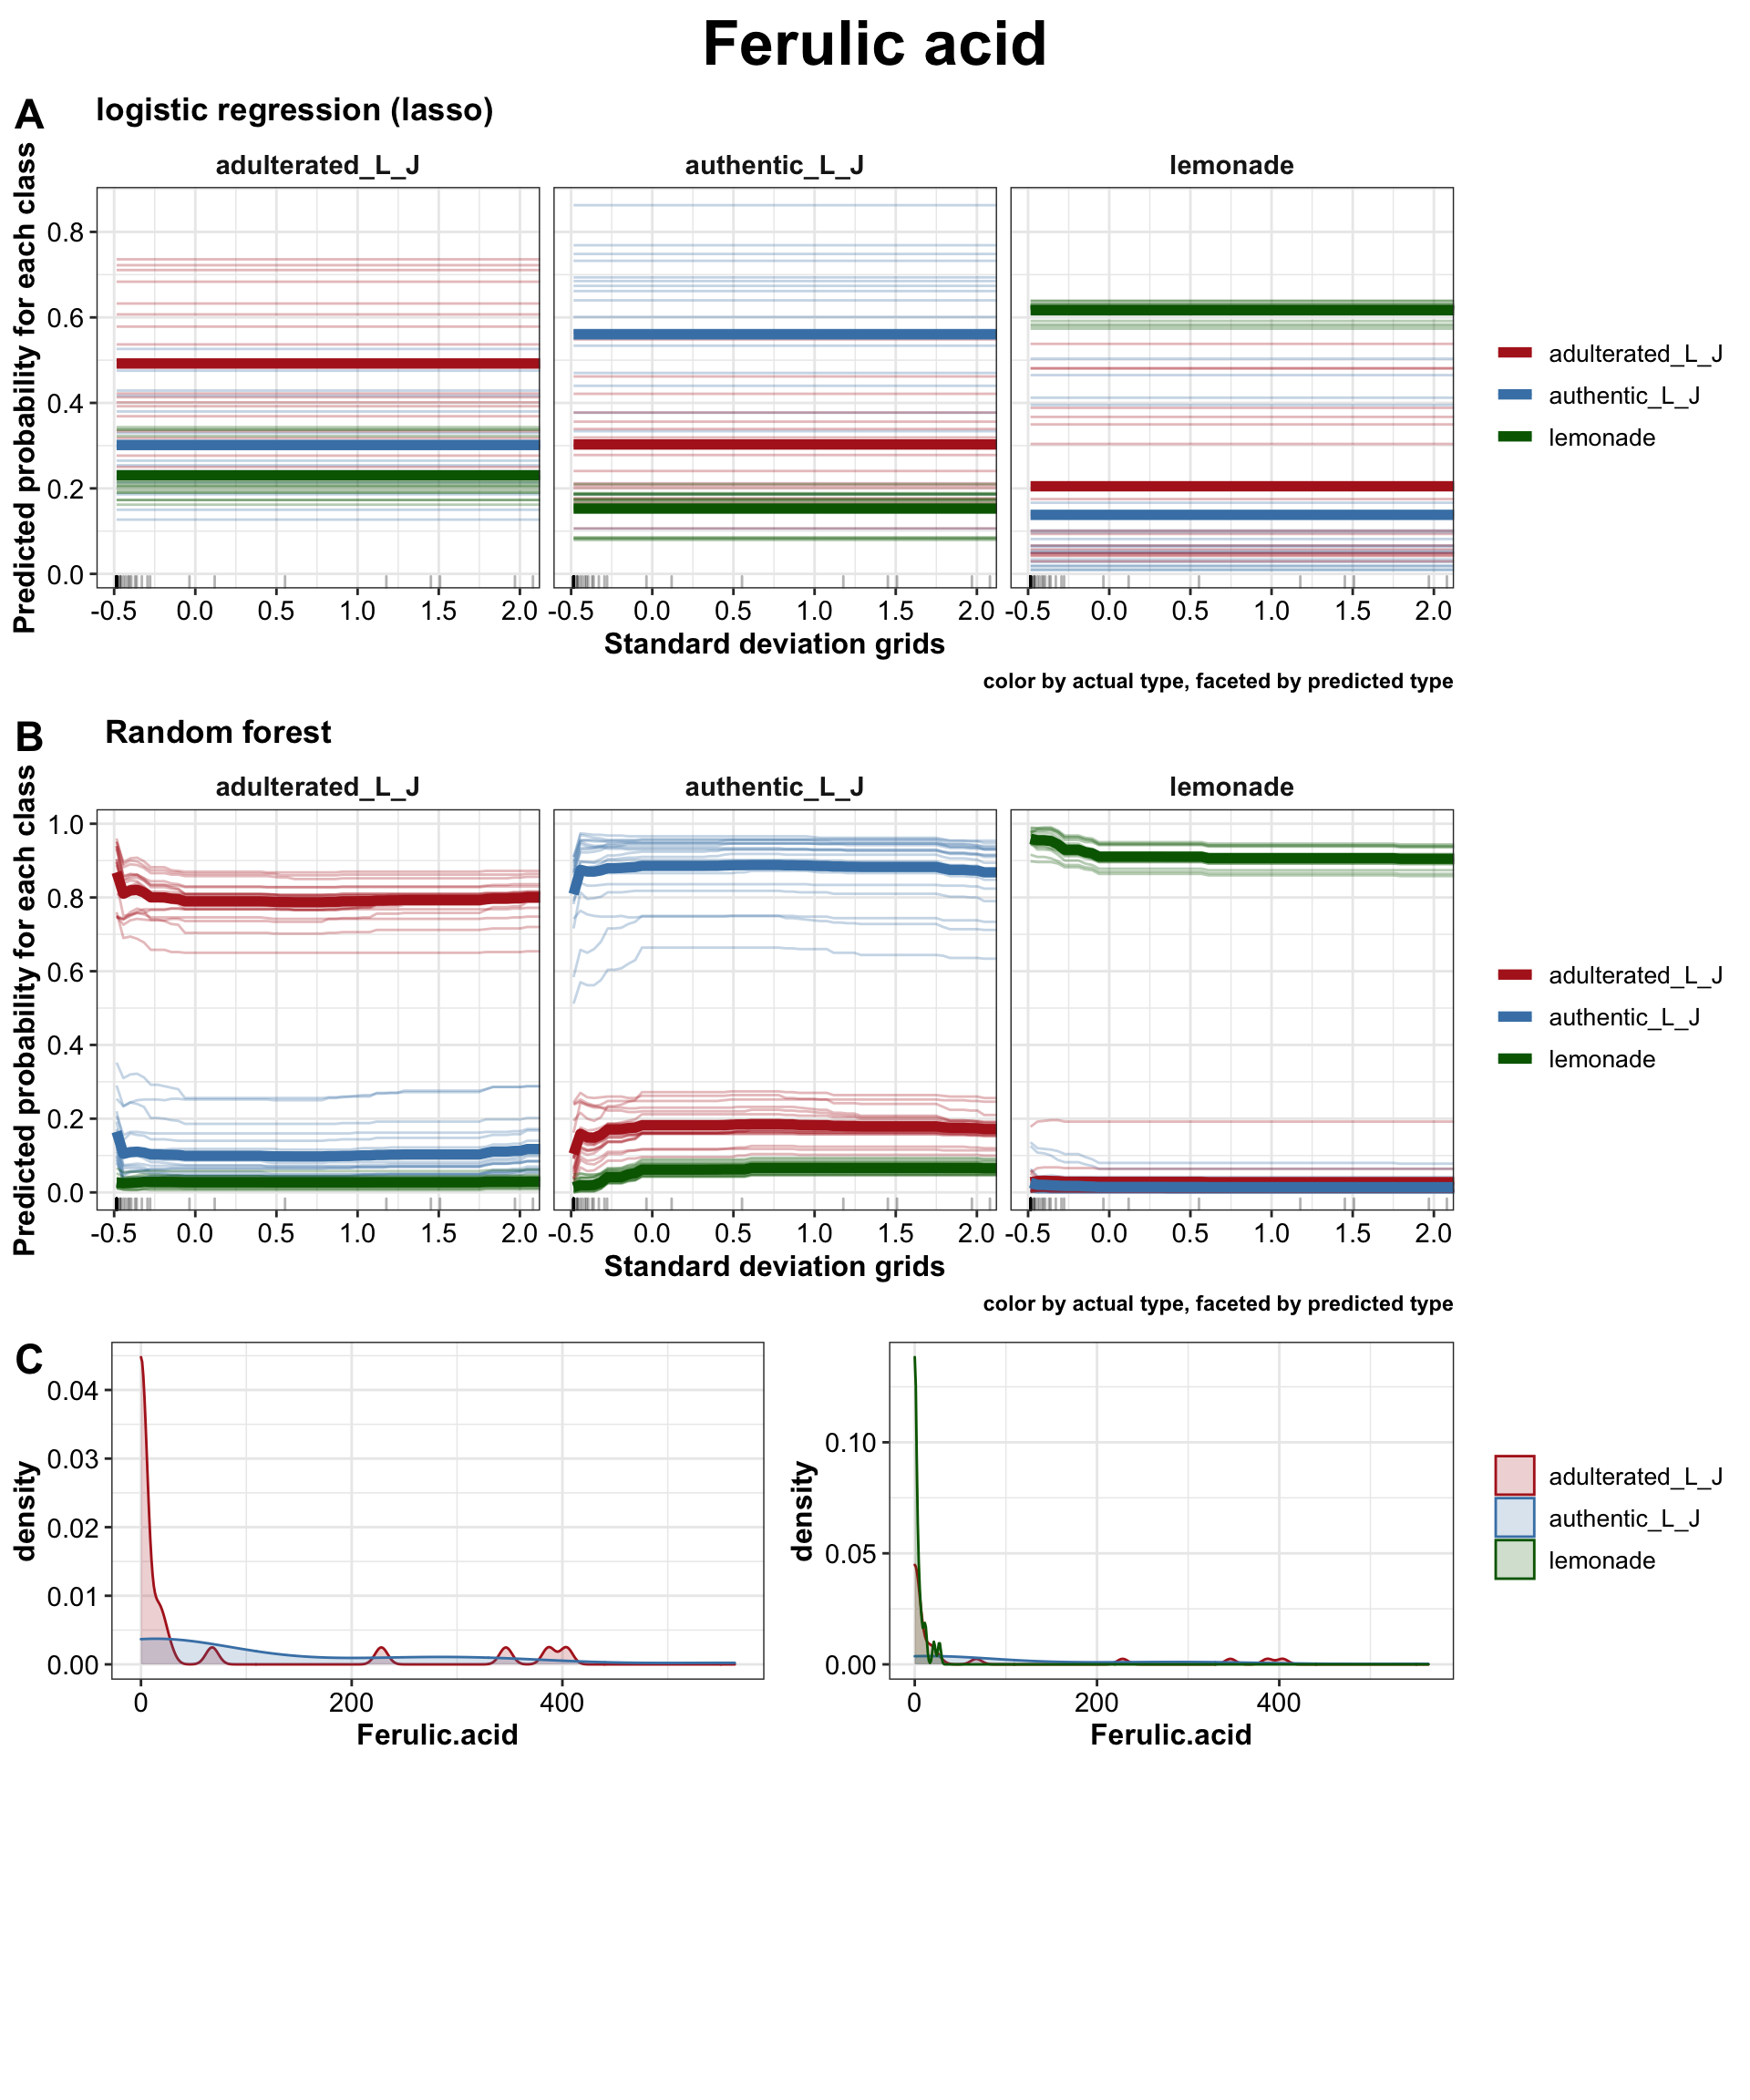 Ferulic acid
A
logistic regression (lasso)
adulterated_L_J authentic_L_J lemonade
Predicted probability for each class
0.8
0.6
0.4
0.2
0.0
-0.5 0.0 0.5 1.0 1.5 2.0 -0.5 0.0 0.5 1.0 1.5 2.0 -0.5 0.0 0.5 1.0 1.5 2.0
Standard deviation grids
color by actual type, faceted by predicted type
adulterated_L_J
authentic_L_J
lemonade
B
Random forest
adulterated_L_J authentic_L_J lemonade
Predicted probability for each class
1.0
0.8
0.6
0.4
0.2
0.0
-0.5 0.0 0.5 1.0 1.5 2.0 -0.5 0.0 0.5 1.0 1.5 2.0 -0.5 0.0 0.5 1.0 1.5 2.0
Standard deviation grids
color by actual type, faceted by predicted type
adulterated_L_J
authentic_L_J
lemonade
C
density
0.04
0.03
0.02
0.01
0.00
0 200 400
Ferulic.acid
density
0.10
0.05
0.00
0 200 400
Ferulic.acid
adulterated_L_J
authentic_L_J
lemonade